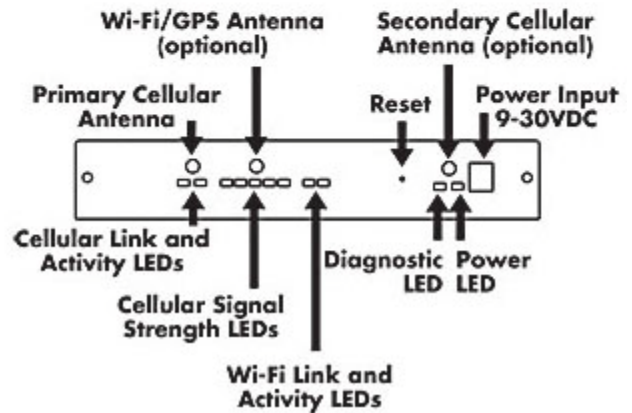 Wi-Fi/GPS Antenna
(optional)
Secondary Cellular
Antenna (optional)
Primary Cellular
Antenna
Reset
Power Input
9-30VDC
Cellular Link and
Activity LEDs
Diagnostic
LED
Power
LED
Cellular Signal
Strength LEDs
Wi-Fi Link and
Activity LEDs